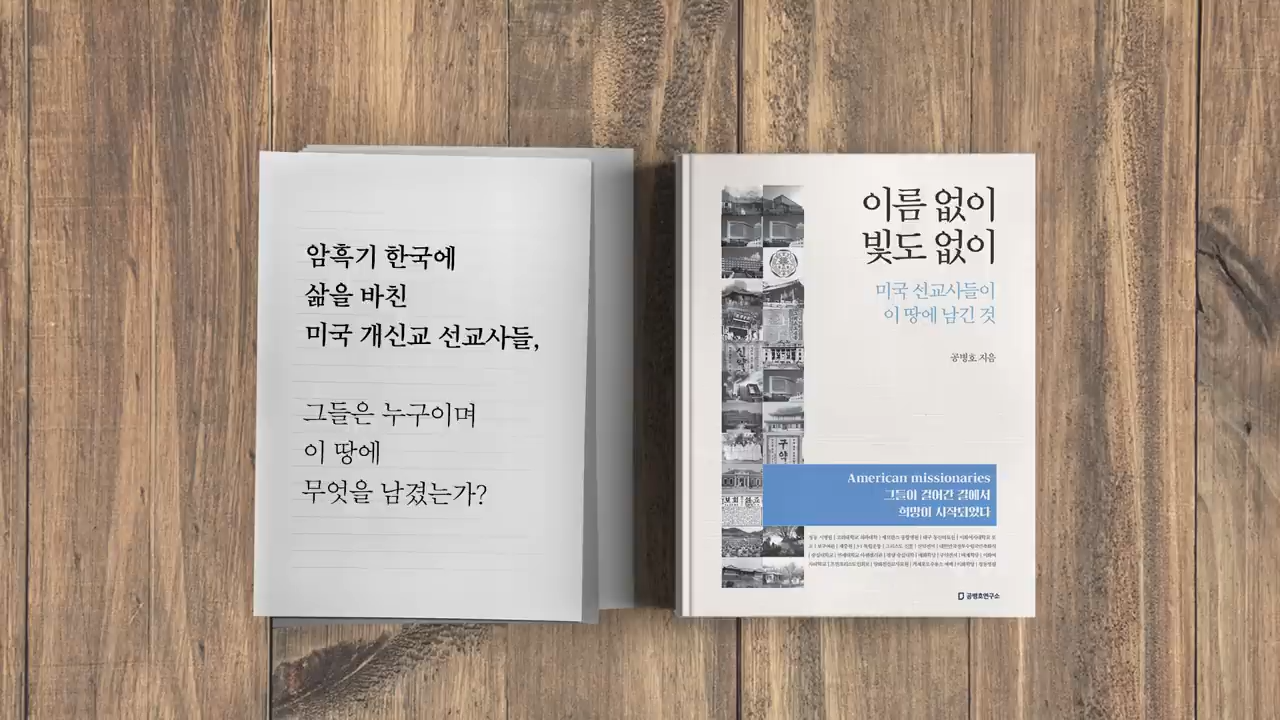 암흑기 한국에
삶을 바친
미국 개신교 선교사들,
그들은 누구이며
이 땅에
무엇을 남겼는가?
이름 없이
빛도 없이
미국 선교사들이
이 땅에 남긴 것
공병호 지음
구약
American missionaries
그들이 걸어간 길에서
희망이 시작되었다
공병호연구소